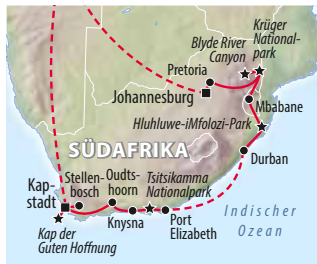 Krüger
National-
park
Blyde River
Canyon
Pretoria
Johannesburg
Mbabane
Hluhluwe-iMfolozi-Park
SÜDAFRIKA
Durban
Kap-
stadt
Stellen-
bosch
Oudts-
hoorn
Tsitsikamma
Nationalpark
Knysna
Port
Elizabeth
Kap der
Guten Hoffnung
Indischer
Ozean